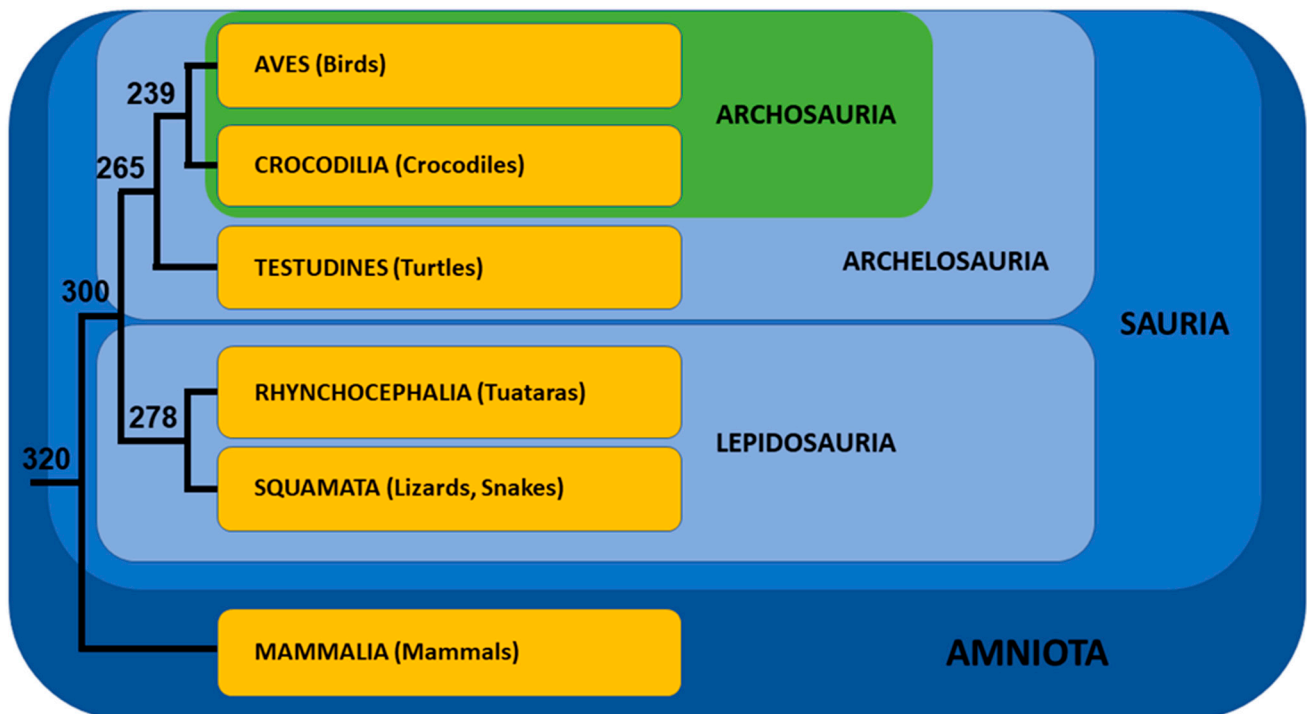 AVES (Birds)
239
ARCHOSAURIA
CROCODILIA (Crocodiles)
265
TESTUDINES (Turtles)
ARCHELOSAURIA
300
SAURIA
RHYNCHOCEPHALIA (Tuataras)
278
LEPIDOSAURIA
320
SQUAMATA (Lizards, Snakes)
MAMMALIA (Mammals)
AMNIOTA